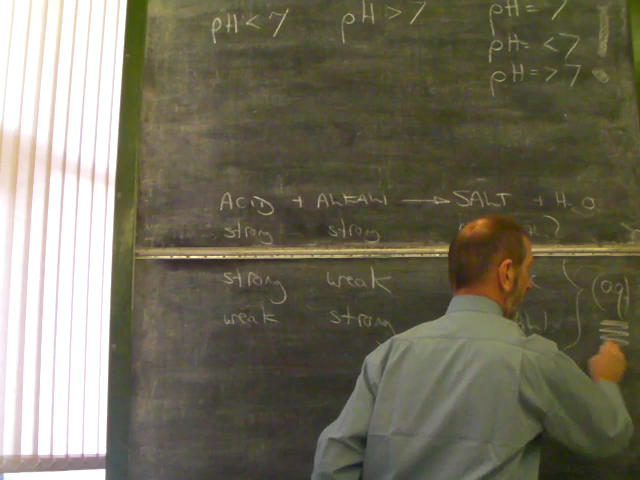 pH < 7 pH > 7 pH = 7
pH = < 7
pH = > 7
ACID + ALKALI → SALT + H2O
strong strong
strong weak (aq)
weak strong